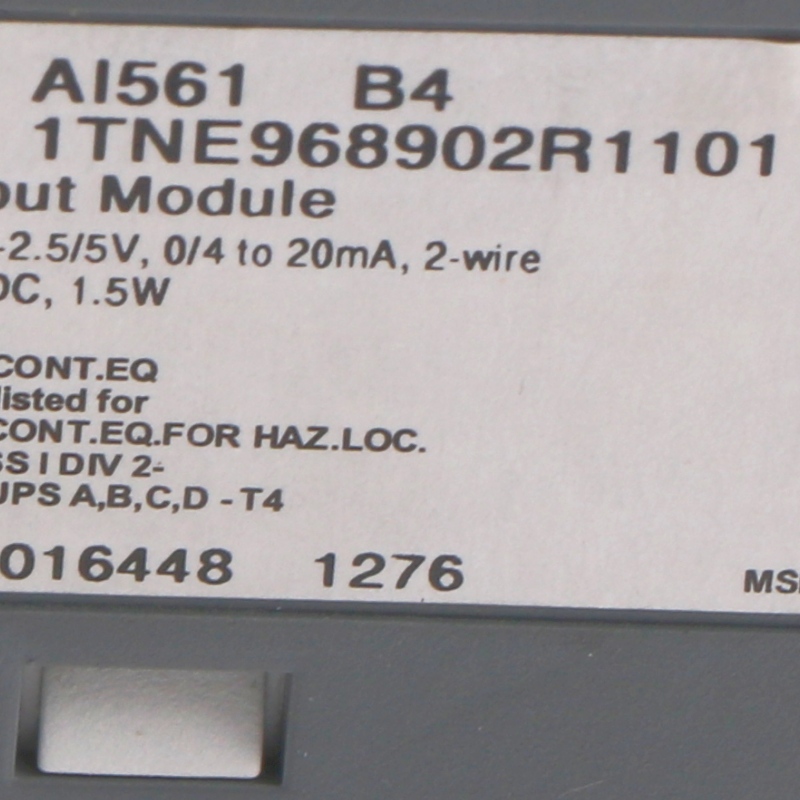 AI561 B4
1TNE968902R1101
put Module
-2.5/5V, 0/4 to 20mA, 2-wire
DC, 1.5W
CONT.EQ
listed for
CONT.EQ.FOR HAZ.LOC.
SS I DIV 2-
UPS A,B,C,D - T4
016448 1276
MS